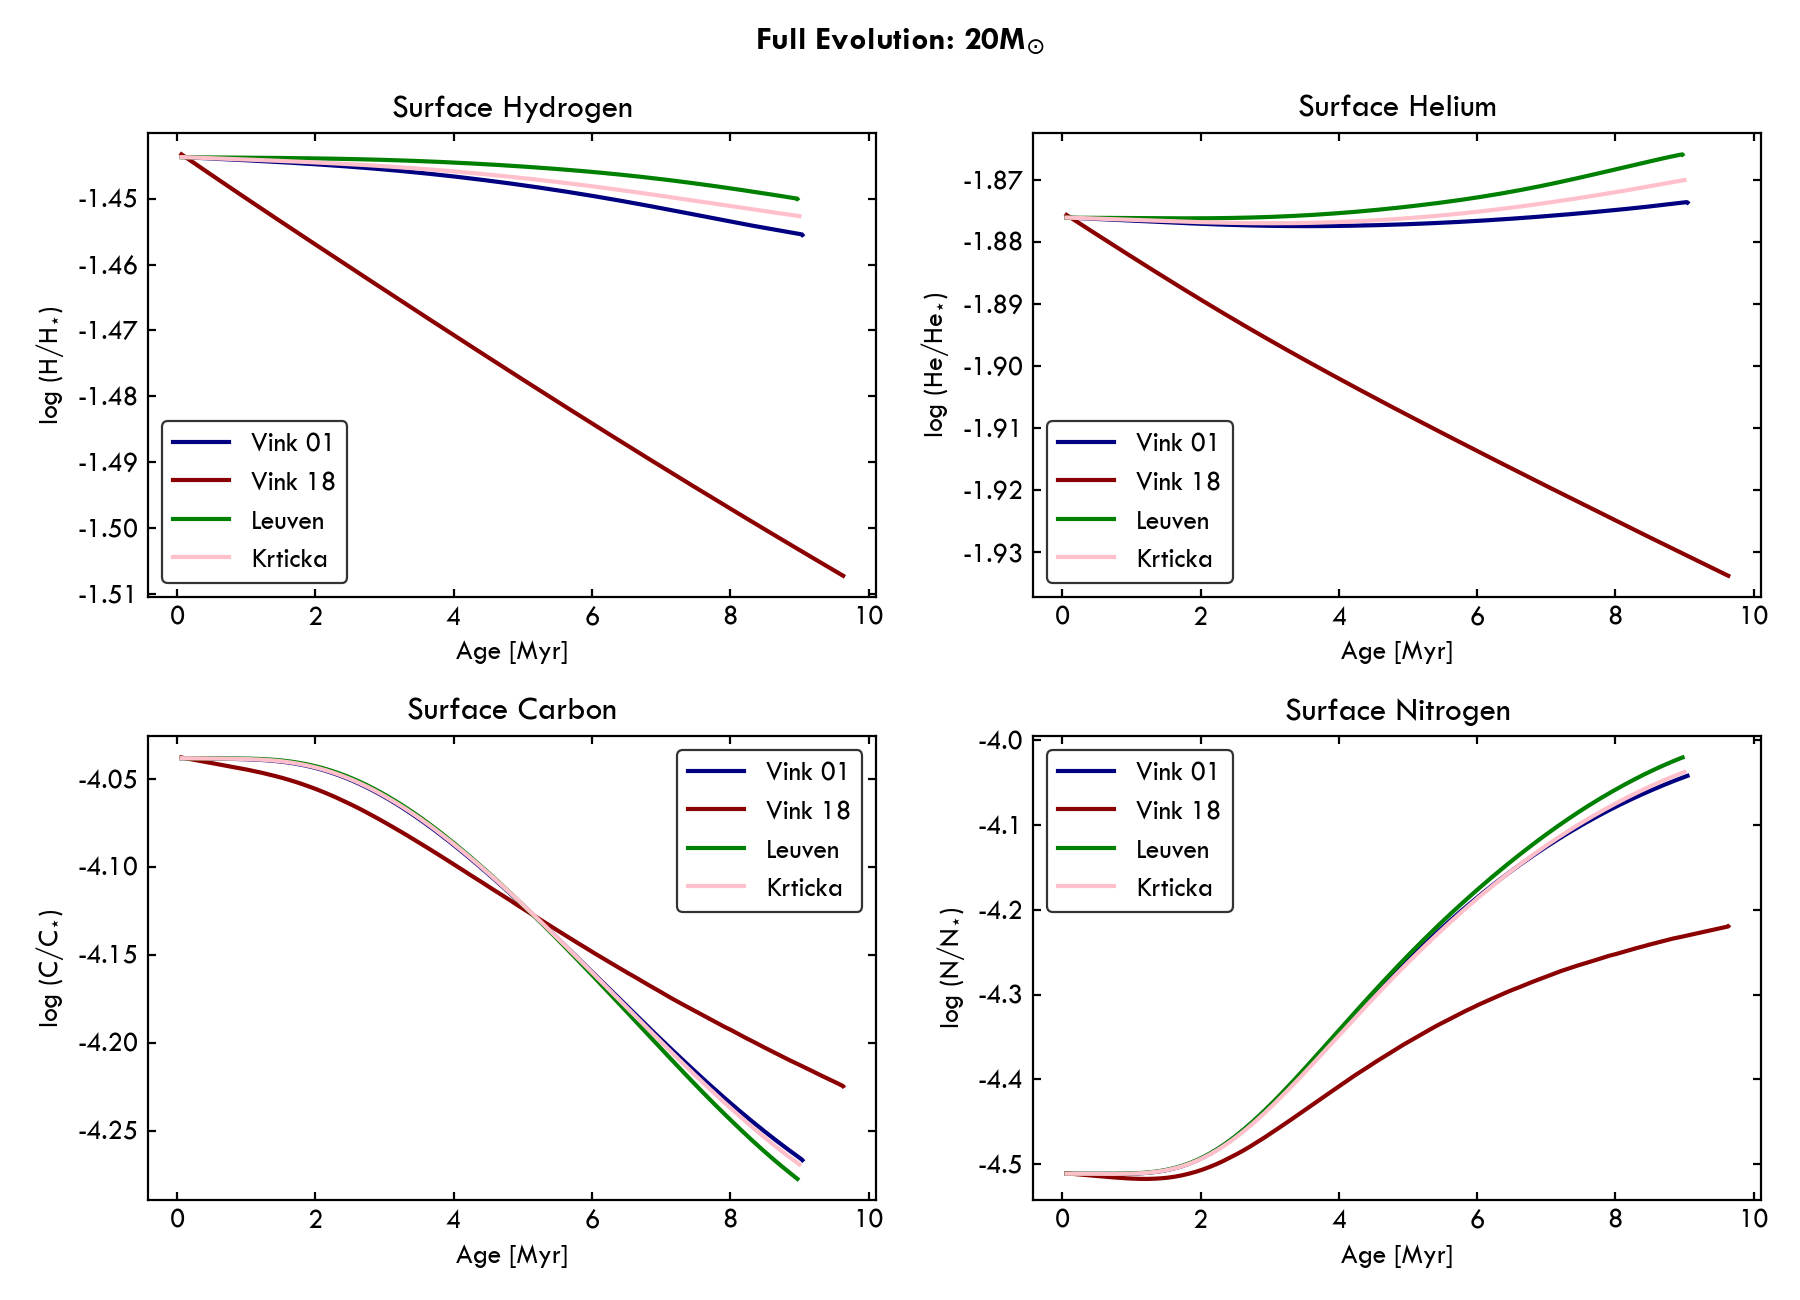 Full Evolution: 20M⊙
Surface Hydrogen
log (H/H⋆)
-1.45
-1.46
-1.47
-1.48
-1.49
-1.50
-1.51
Vink 01
Vink 18
Leuven
Krticka
0 2 4 6 8 10
Age [Myr]
Surface Helium
log (He/He⋆)
-1.87
-1.88
-1.89
-1.90
-1.91
-1.92
-1.93
Vink 01
Vink 18
Leuven
Krticka
0 2 4 6 8 10
Age [Myr]
Surface Carbon
log (C/C⋆)
-4.05
-4.10
-4.15
-4.20
-4.25
Vink 01
Vink 18
Leuven
Krticka
0 2 4 6 8 10
Age [Myr]
Surface Nitrogen
log (N/N⋆)
-4.0
-4.1
-4.2
-4.3
-4.4
-4.5
Vink 01
Vink 18
Leuven
Krticka
0 2 4 6 8 10
Age [Myr]